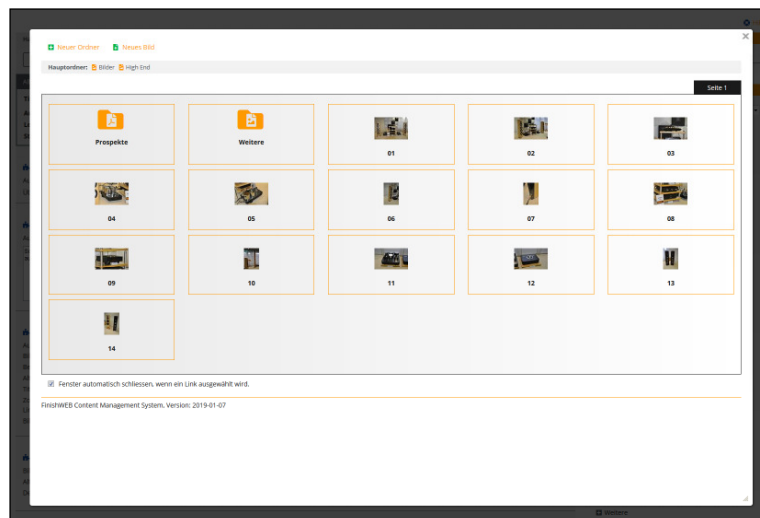 Neuer Ordner Neues Bild
Hauptordner: Bilder High End
Seite 1
Prospekte Weitere 01 02 03
04 05 06 07 08
09 10 11 12 13
14
Fenster automatisch schliessen, wenn ein Link ausgewählt wird.
FinishWEB Content Management System, Version: 2019-01-07
Weitere